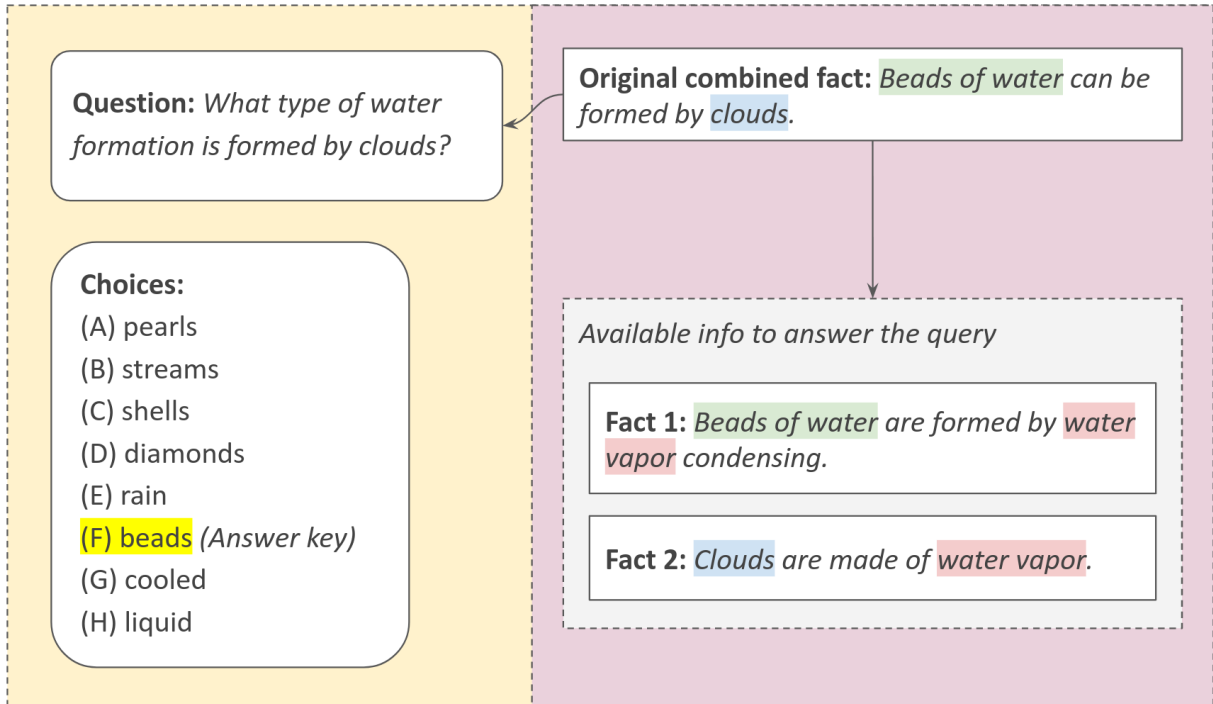 Question: What type of water
formation is formed by clouds?
Choices:
(A) pearls
(B) streams
(C) shells
(D) diamonds
(E) rain
(F) beads (Answer key)
(G) cooled
(H) liquid
Original combined fact: Beads of water can be
formed by clouds.
Available info to answer the query
Fact 1: Beads of water are formed by water
vapor condensing.
Fact 2: Clouds are made of water vapor.